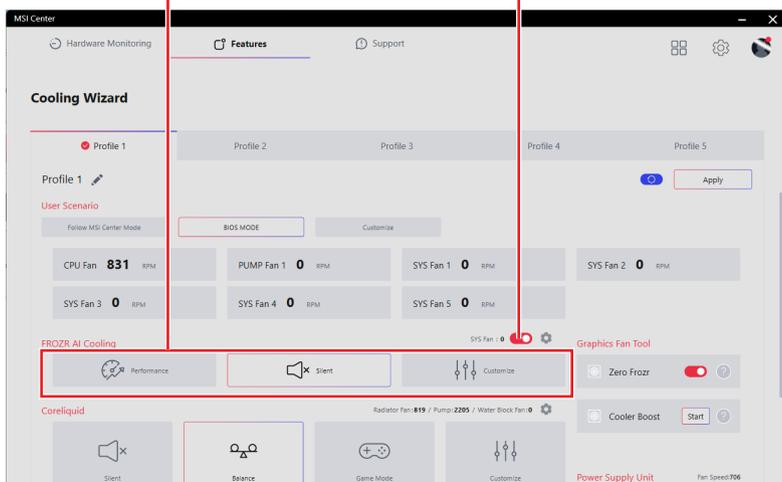 MSI Center
Hardware Monitoring
Features
Support
Cooling Wizard
Profile 1
Profile 2
Profile 3
Profile 4
Profile 5
Profile 1
Apply
User Scenario
Follow MSI Center Mode
BIOS MODE
Customize
CPU Fan 831 RPM
PUMP Fan 1 0 RPM
SYS Fan 1 0 RPM
SYS Fan 2 0 RPM
SYS Fan 3 0 RPM
SYS Fan 4 0 RPM
SYS Fan 5 0 RPM
FROZR AI Cooling
SYS Fan : 0
Performance
Silent
Customize
Graphics Fan Tool
Zero Frozr
?
Cooler Boost
Start
?
Coreliquid
Radiator Fan:819 / Pump:2205 / Water Block Fan:0
Silent
Balance
Game Mode
Customize
Power Supply Unit
Fan Speed:706